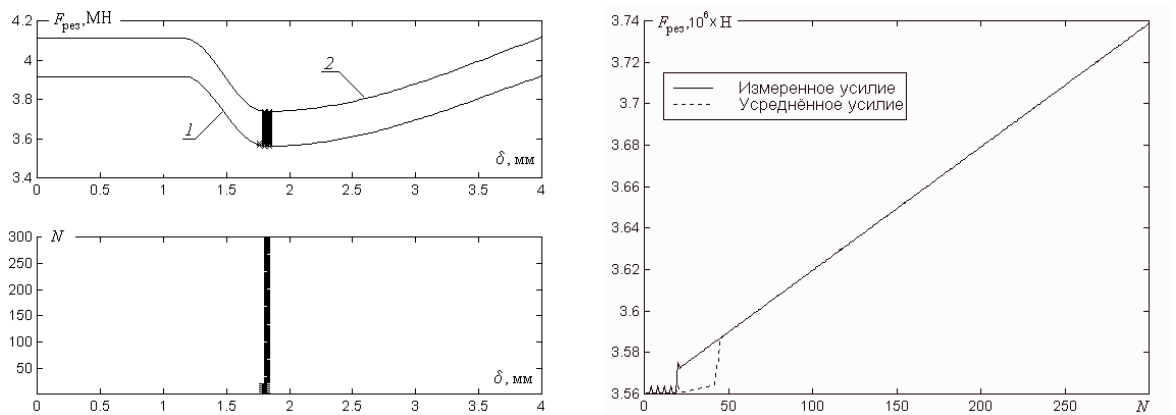 4.2
F рез, МН
4
3.8
3.6
3.4
1
2
δ, мм
0 0.5 1 1.5 2 2.5 3 3.5 4
N
300
250
200
150
100
50
δ, мм
0 0.5 1 1.5 2 2.5 3 3.5 4
3.74
F рез, 10⁶ x Н
3.72
3.7
3.68
3.66
3.64
3.62
3.6
3.58
3.56
Измеренное усилие
Усреднённое усилие
0 50 100 150 200 250 N